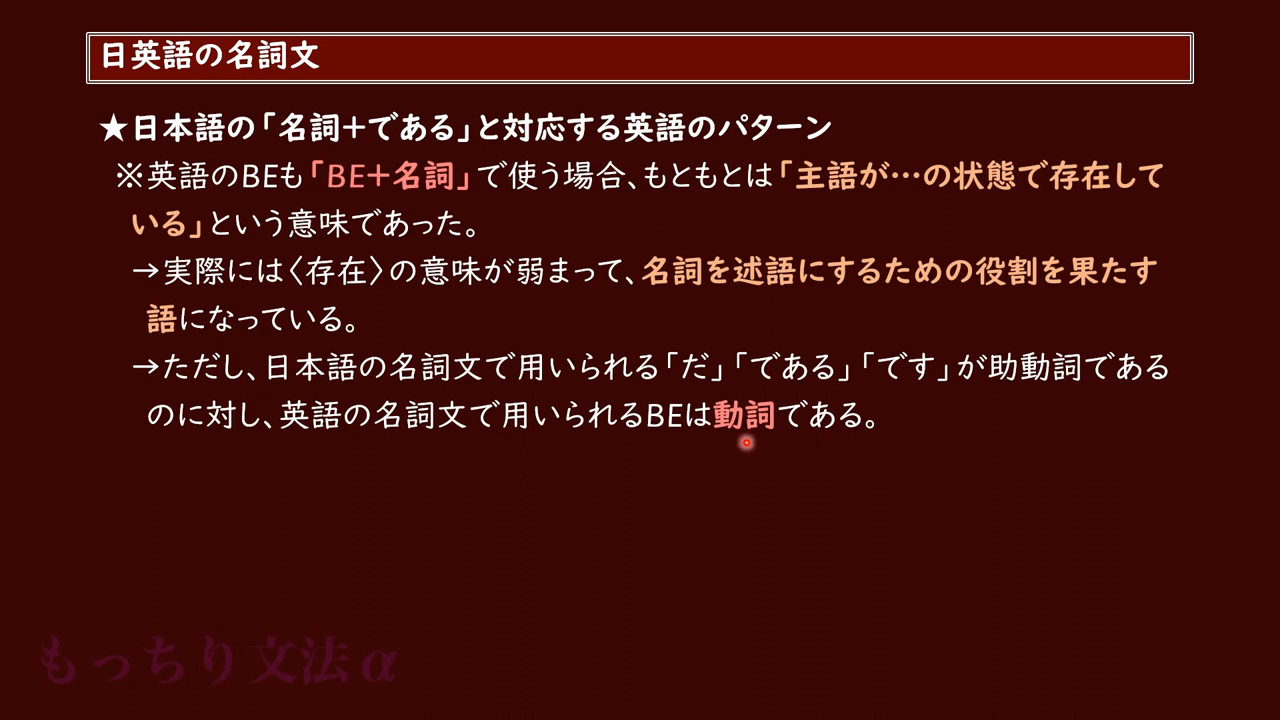 日英語の名詞文
★日本語の「名詞＋である」と対応する英語のパターン
※英語のBEも「BE＋名詞」で使う場合、もともとは「主語が…の状態で存在して
いる」という意味であった。
→実際には〈存在〉の意味が弱まって、名詞を述語にするための役割を果たす
語になっている。
→ただし、日本語の名詞文で用いられる「だ」「である」「です」が助動詞である
のに対し、英語の名詞文で用いられるBEは動詞である。
もっちり文法α